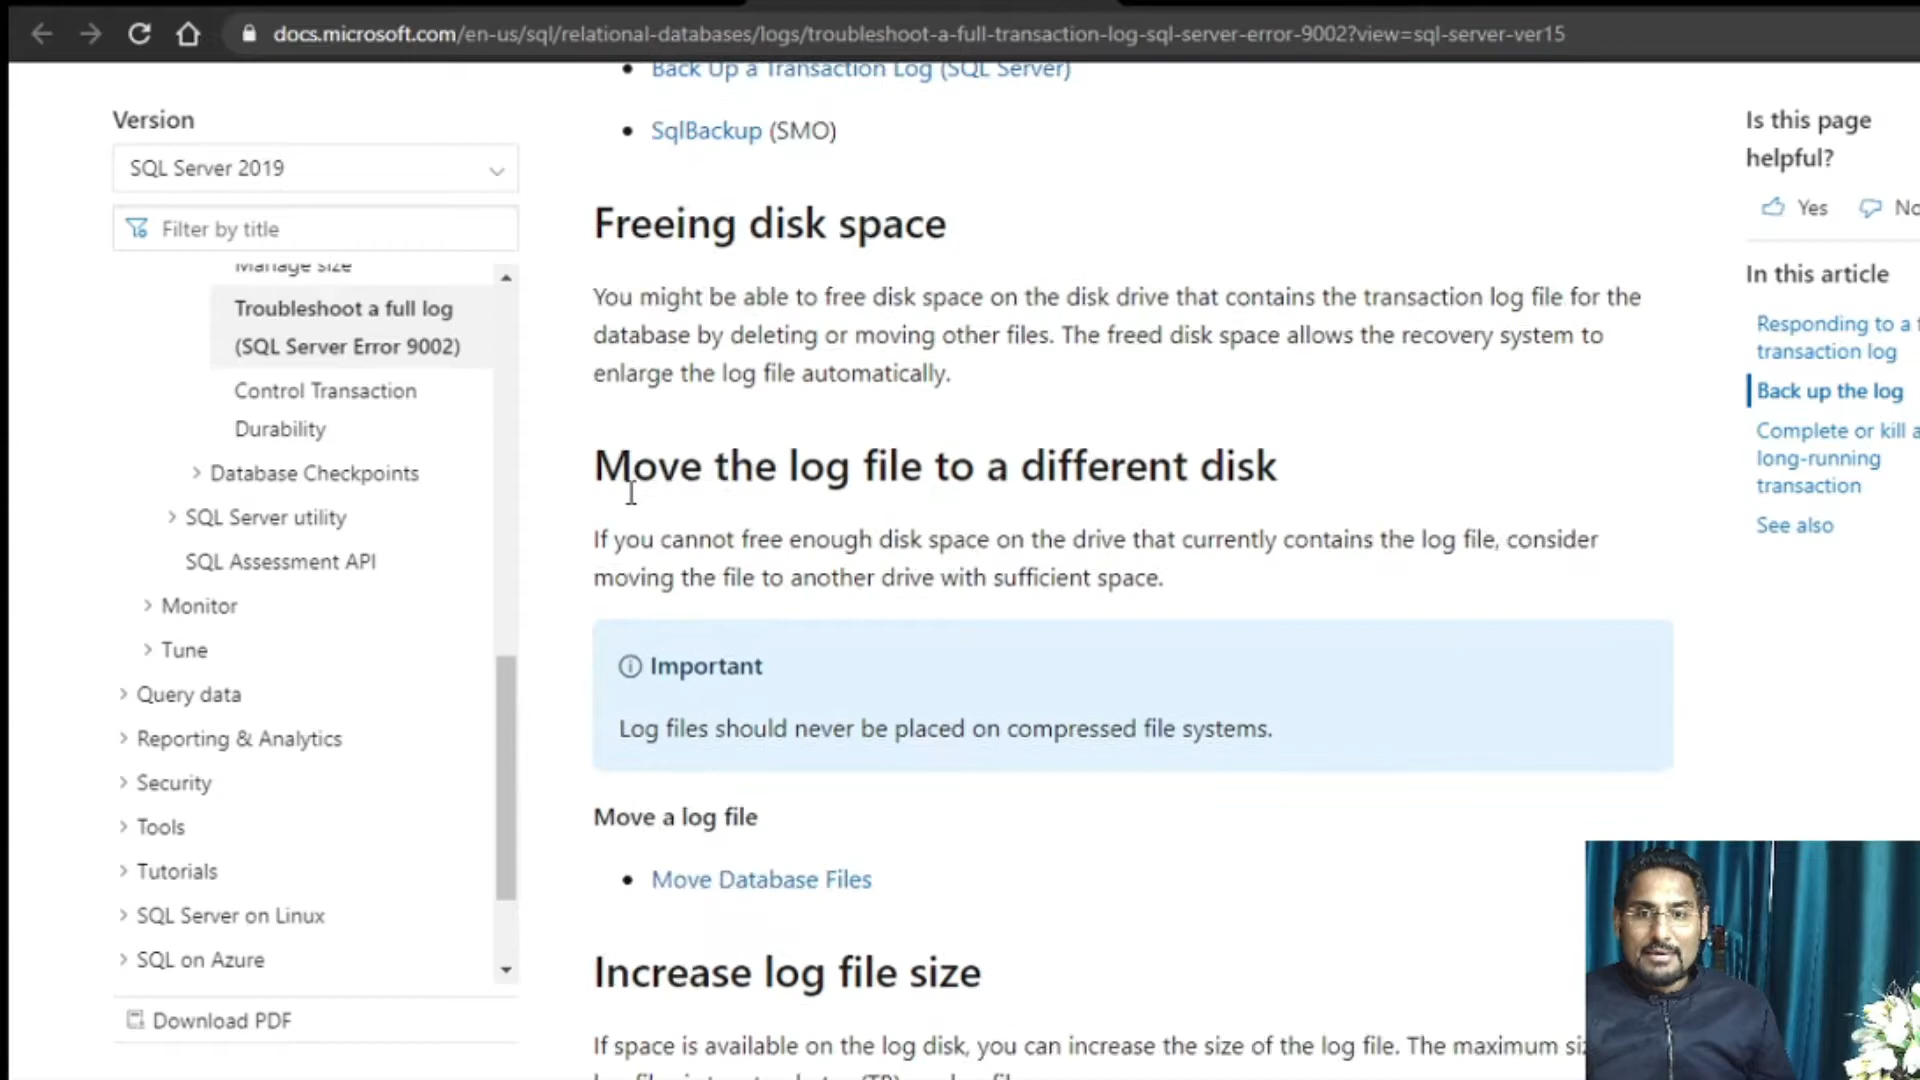 docs.microsoft.com/en-us/sql/relational-databases/logs/troubleshoot-a-full-transaction-log-sql-server-error-9002?view=sql-server-ver15
Version
SQL Server 2019
Filter by title
Manage size
Troubleshoot a full log
(SQL Server Error 9002)
Control Transaction
Durability
Database Checkpoints
SQL Server utility
SQL Assessment API
Monitor
Tune
Query data
Reporting & Analytics
Security
Tools
Tutorials
SQL Server on Linux
SQL on Azure
Download PDF
Back Up a Transaction Log (SQL Server)
SqlBackup (SMO)
Freeing disk space
You might be able to free disk space on the disk drive that contains the transaction log file for the
database by deleting or moving other files. The freed disk space allows the recovery system to
enlarge the log file automatically.
Move the log file to a different disk
If you cannot free enough disk space on the drive that currently contains the log file, consider
moving the file to another drive with sufficient space.
Important
Log files should never be placed on compressed file systems.
Move a log file
Move Database Files
Increase log file size
If space is available on the log disk, you can increase the size of the log file. The maximum
Is this page
helpful?
Yes
No
In this article
Responding to a
transaction log
Back up the log
Complete or kill a
long-running
transaction
See also